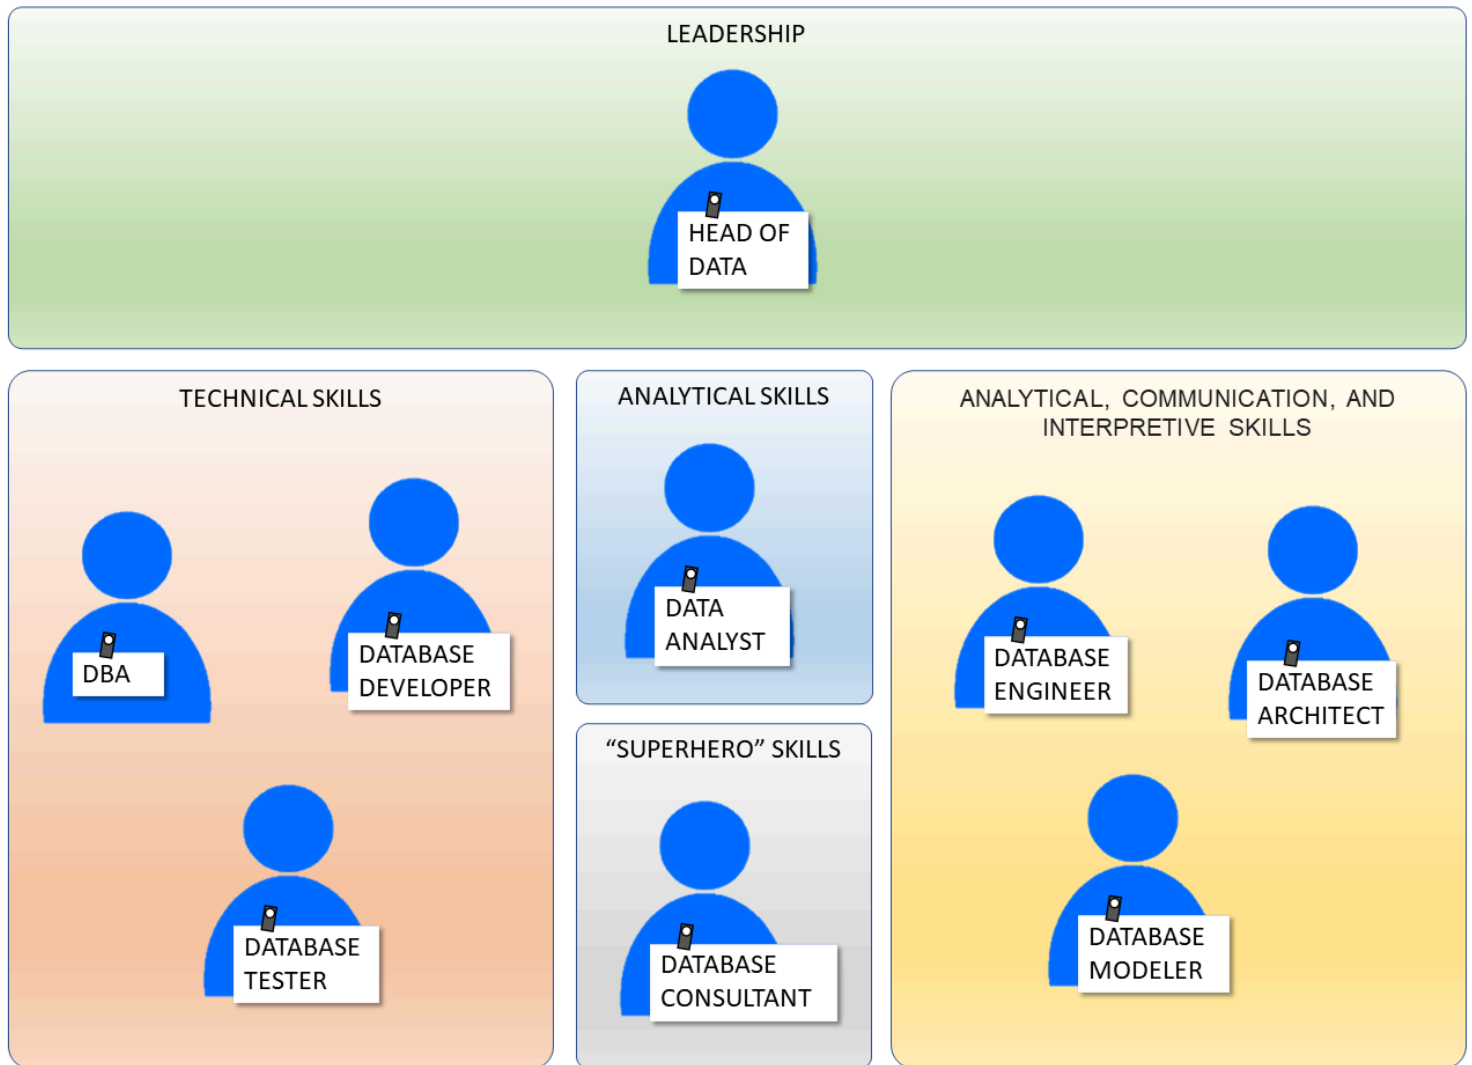 LEADERSHIP
HEAD OF
DATA
TECHNICAL SKILLS
DBA
DATABASE
DEVELOPER
DATABASE
TESTER
ANALYTICAL SKILLS
DATA
ANALYST
“SUPERHERO” SKILLS
DATABASE
CONSULTANT
ANALYTICAL, COMMUNICATION, AND
INTERPRETIVE SKILLS
DATABASE
ENGINEER
DATABASE
ARCHITECT
DATABASE
MODELER